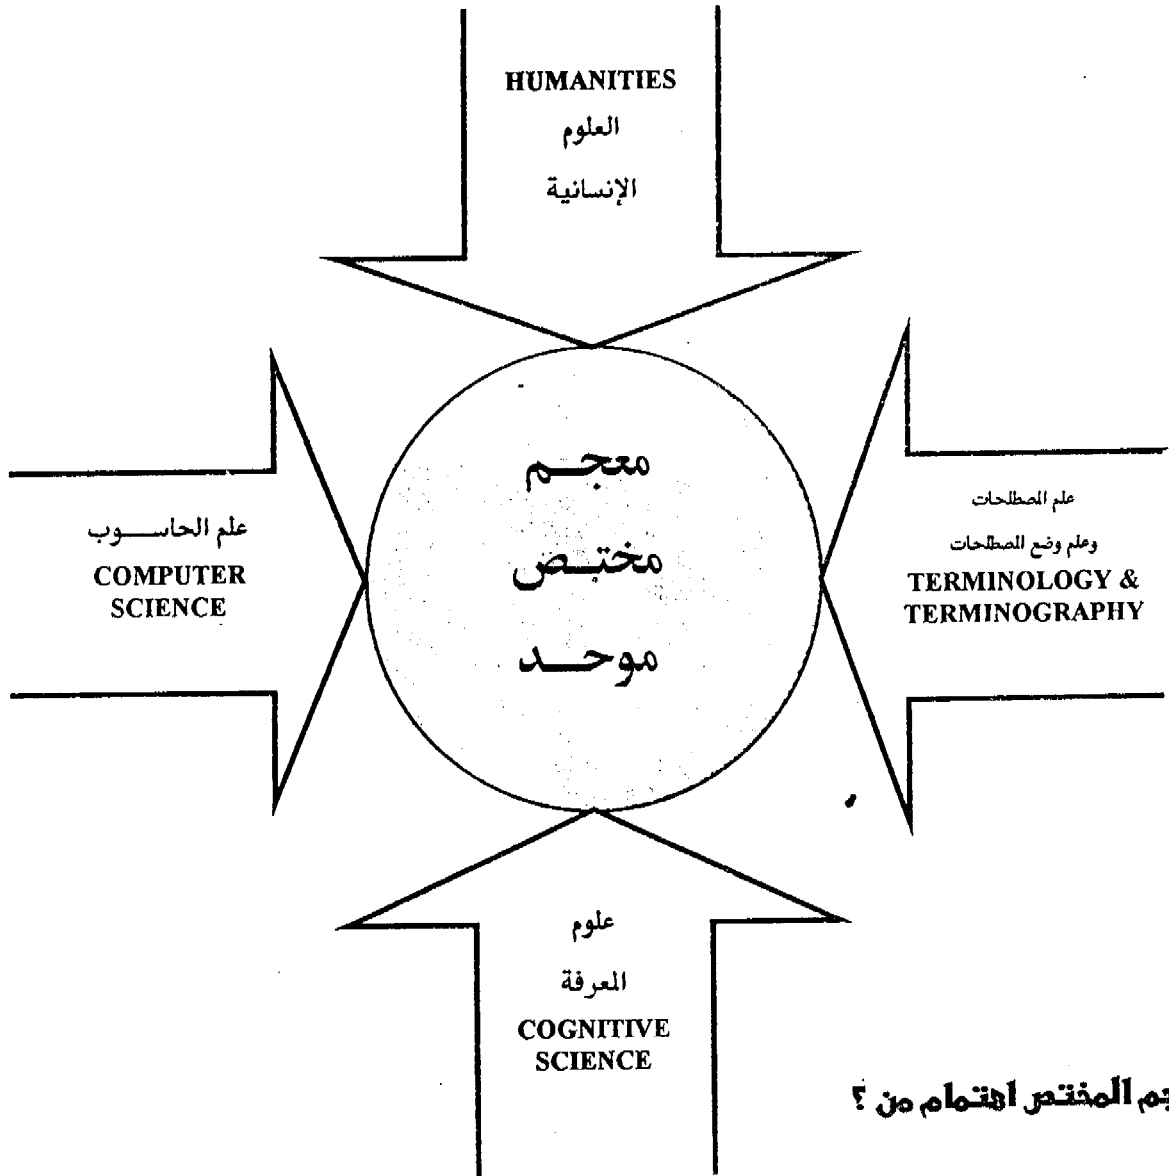 HUMANITIES
العلوم
الإنسانية
علم الحاسوب
COMPUTER
SCIENCE
معجم
مختص
موحد
علم المصطلحات
وعلم وضع المصطلحات
TERMINOLOGY &
TERMINOGRAPHY
علوم
المعرفة
COGNITIVE
SCIENCE
المختص اهتمام من ؟